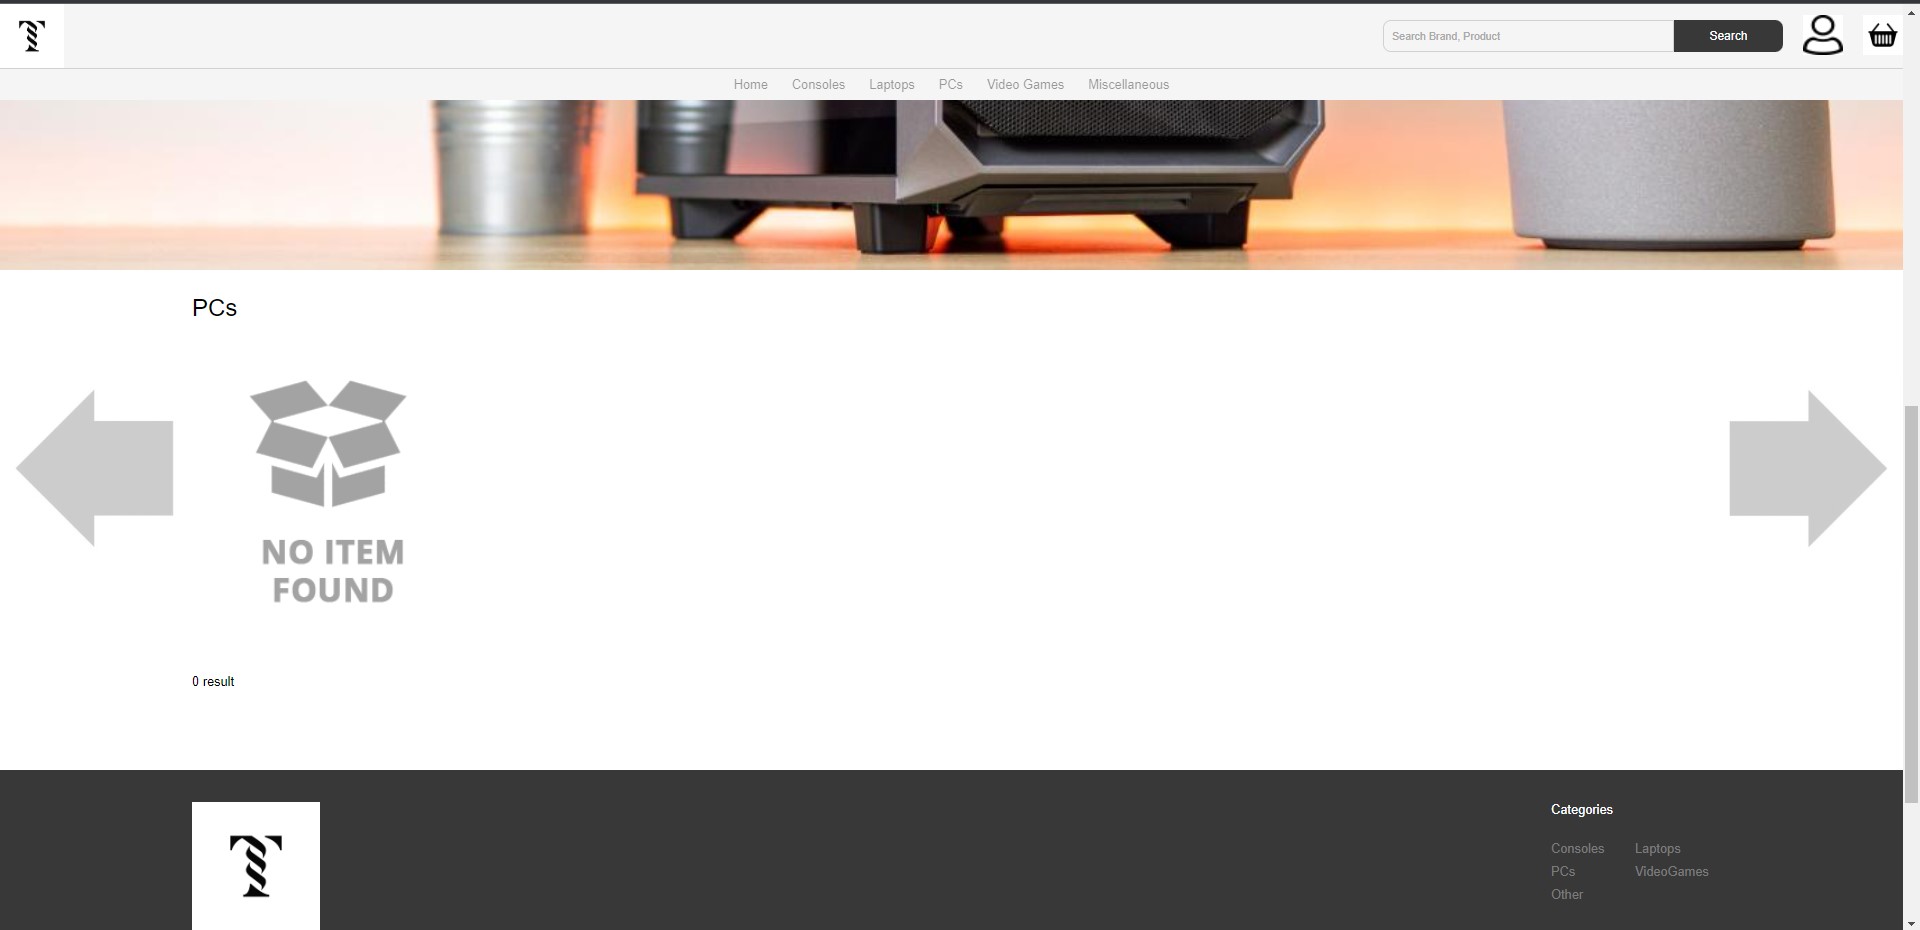 Search Brand, Product
Search
Home Consoles Laptops PCs Video Games Miscellaneous
PCs
NO ITEM
FOUND
0 result
Categories
Consoles Laptops
PCs VideoGames
Other